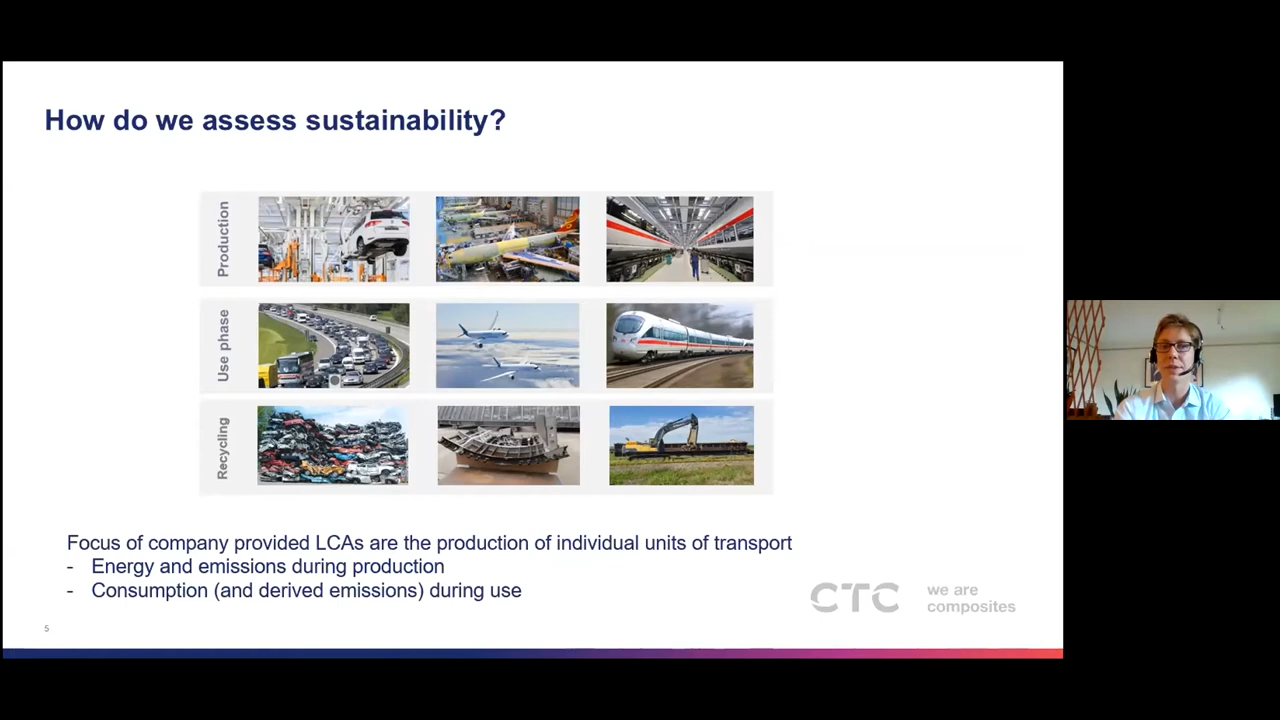 How do we assess sustainability?
Production
Use phase
Recycling
Focus of company provided LCAs are the production of individual units of transport
- Energy and emissions during production
- Consumption (and derived emissions) during use
CTC
we are
composites
5